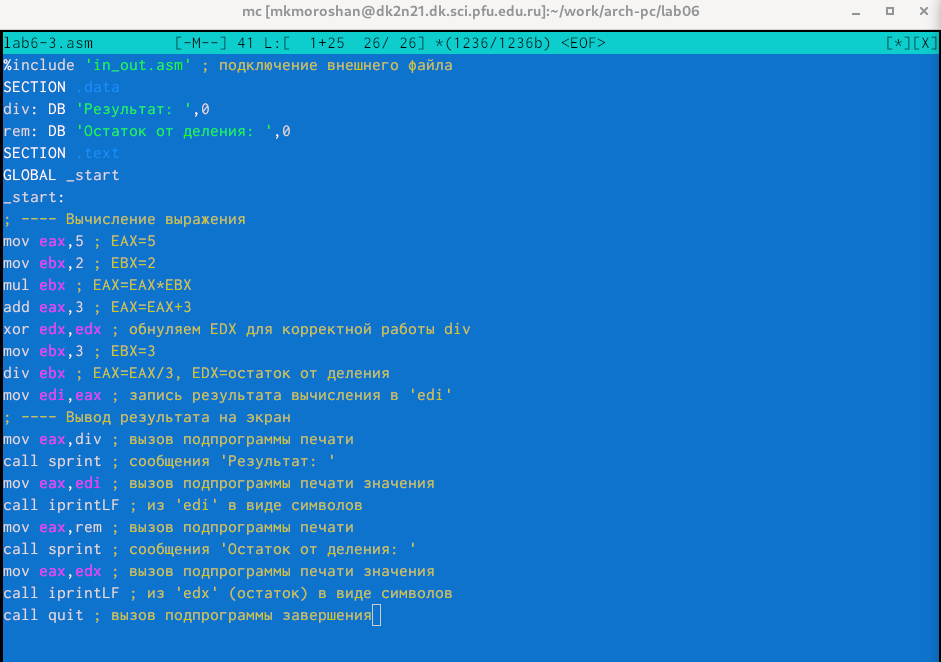 mc [mkmoroshan@dk2n21.dk.sci.pfu.edu.ru]:~/work/arch-pc/lab06
lab6-3.asm [-M--] 41 L:[ 1+25 26/ 26] *(1236/1236b) <EOF> [*][X]
%include 'in_out.asm' ; подключение внешнего файла
SECTION .data
div: DB 'Результат: ',0
rem: DB 'Остаток от деления: ',0
SECTION .text
GLOBAL _start
_start:
; ---- Вычисление выражения
mov eax,5 ; EAX=5
mov ebx,2 ; EBX=2
mul ebx ; EAX=EAX*EBX
add eax,3 ; EAX=EAX+3
xor edx,edx ; обнуляем EDX для корректной работы div
mov ebx,3 ; EBX=3
div ebx ; EAX=EAX/3, EDX=остаток от деления
mov edi,eax ; запись результата вычисления в 'edi'
; ---- Вывод результата на экран
mov eax,div ; вызов подпрограммы печати
call sprint ; сообщения 'Результат: '
mov eax,edi ; вызов подпрограммы печати значения
call iprintLF ; из 'edi' в виде символов
mov eax,rem ; вызов подпрограммы печати
call sprint ; сообщения 'Остаток от деления: '
mov eax,edx ; вызов подпрограммы печати значения
call iprintLF ; из 'edx' (остаток) в виде символов
call quit ; вызов подпрограммы завершения